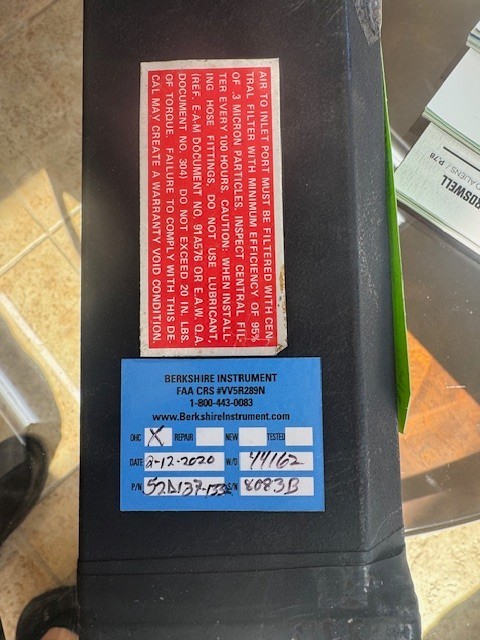 AIR TO INLET PORT MUST BE FILTERED WITH CEN-
TRAL FILTER WITH MINIMUM EFFICIENCY OF 95%
OF .3 MICRON PARTICLES. INSPECT CENTRAL FIL-
TER EVERY 100 HOURS. CAUTION: WHEN INSTALL-
ING HOSE FITTINGS, DO NOT USE LUBRICANT,
(REF. E-A-M DOCUMENT NO. 91A576 OR E.A.W. Q.A.
DOCUMENT NO. 304) DO NOT EXCEED 20 IN. LBS.
OF TORQUE. FAILURE TO COMPLY WITH THIS DE-
CAL MAY CREATE A WARRANTY VOID CONDITION.
BERKSHIRE INSTRUMENT
FAA CRS #VV5R289N
1-800-443-0083
www.BerkshireInstrument.com
OHC X REPAIR NEW TESTED
DATE 2-12-2020 W/O 44162
P/N S/N 8083B
ROSWELL
ALIENS / P.78